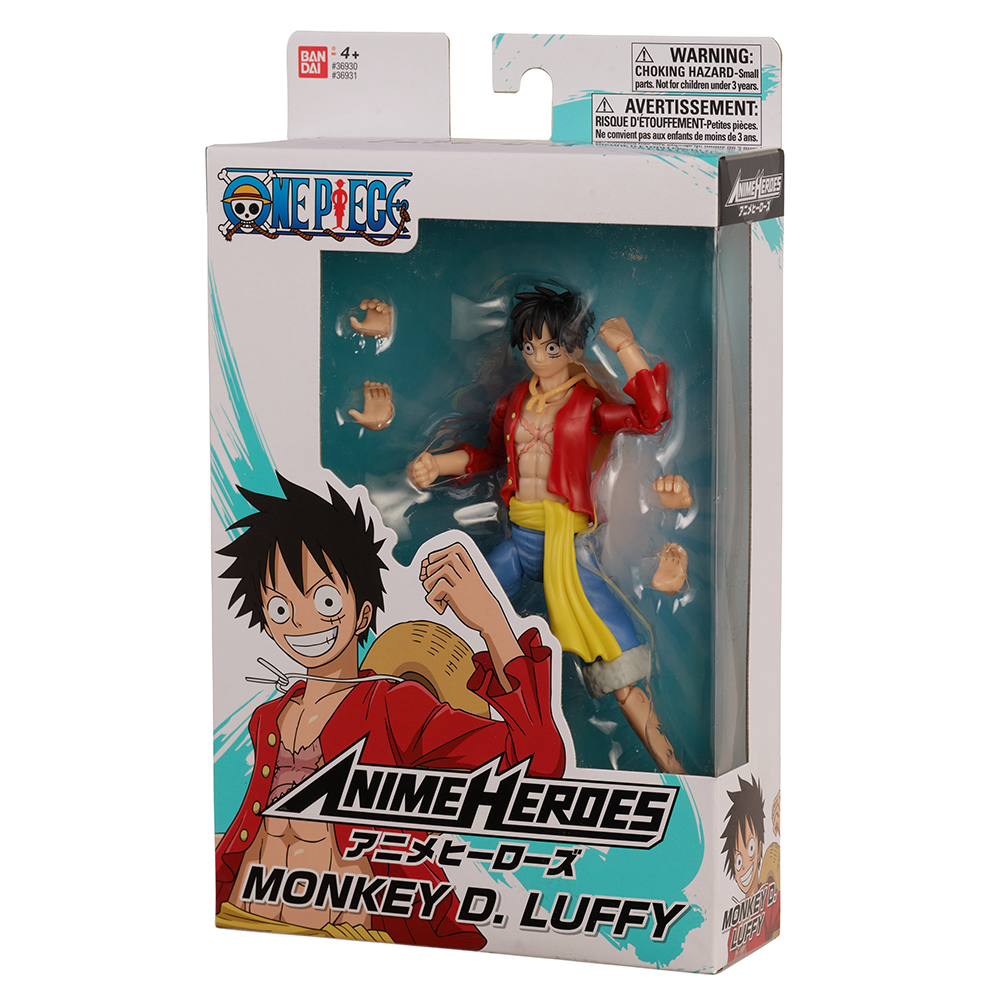 BAN
DAI
4+
#36930
#36931
WARNING:
CHOKING HAZARD-Small
parts. Not for children under 3 years.
AVERTISSEMENT:
RISQUE D'ÉTOUFFEMENT-Petites pièces.
Ne convient pas aux enfants de moins de 3 ans.
ONE PIECE
ANIME HEROES
アニメヒーローズ
ANIME HEROES
アニメヒーローズ
MONKEY D. LUFFY
MONKEY D.
LUFFY